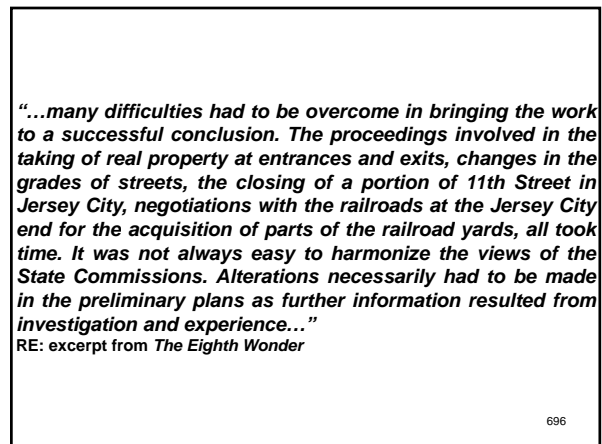 “…many difficulties had to be overcome in bringing the work
to a successful conclusion. The proceedings involved in the
taking of real property at entrances and exits, changes in the
grades of streets, the closing of a portion of 11th Street in
Jersey City, negotiations with the railroads at the Jersey City
end for the acquisition of parts of the railroad yards, all took
time. It was not always easy to harmonize the views of the
State Commissions. Alterations necessarily had to be made
in the preliminary plans as further information resulted from
investigation and experience…”
RE: excerpt from The Eighth Wonder
696